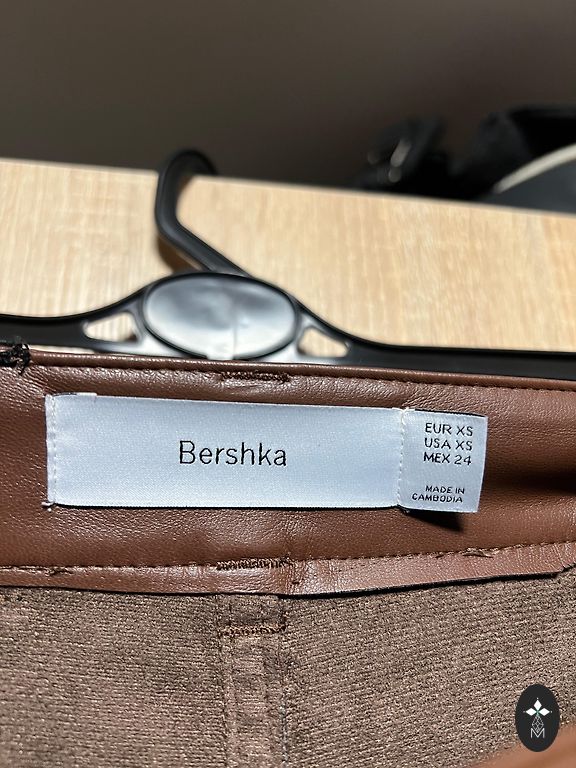 Bershka
EUR XS
USA XS
MEX 24
MADE IN
CAMBODIA
M